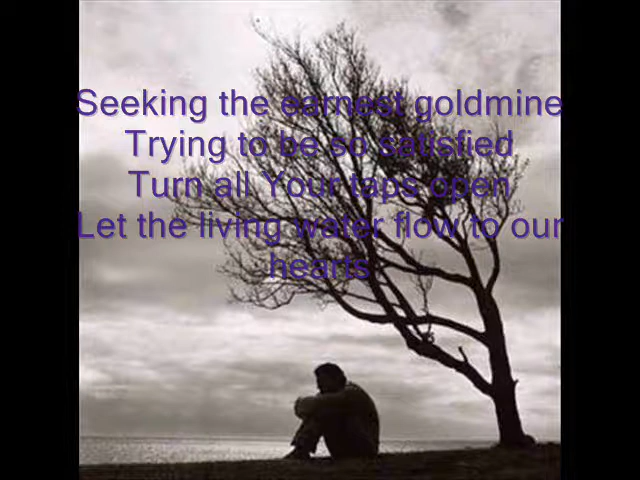 Seeking the earnest goldmine
Trying to be so satisfied
Turn all Your taps open
Let the living water flow to our
hearts